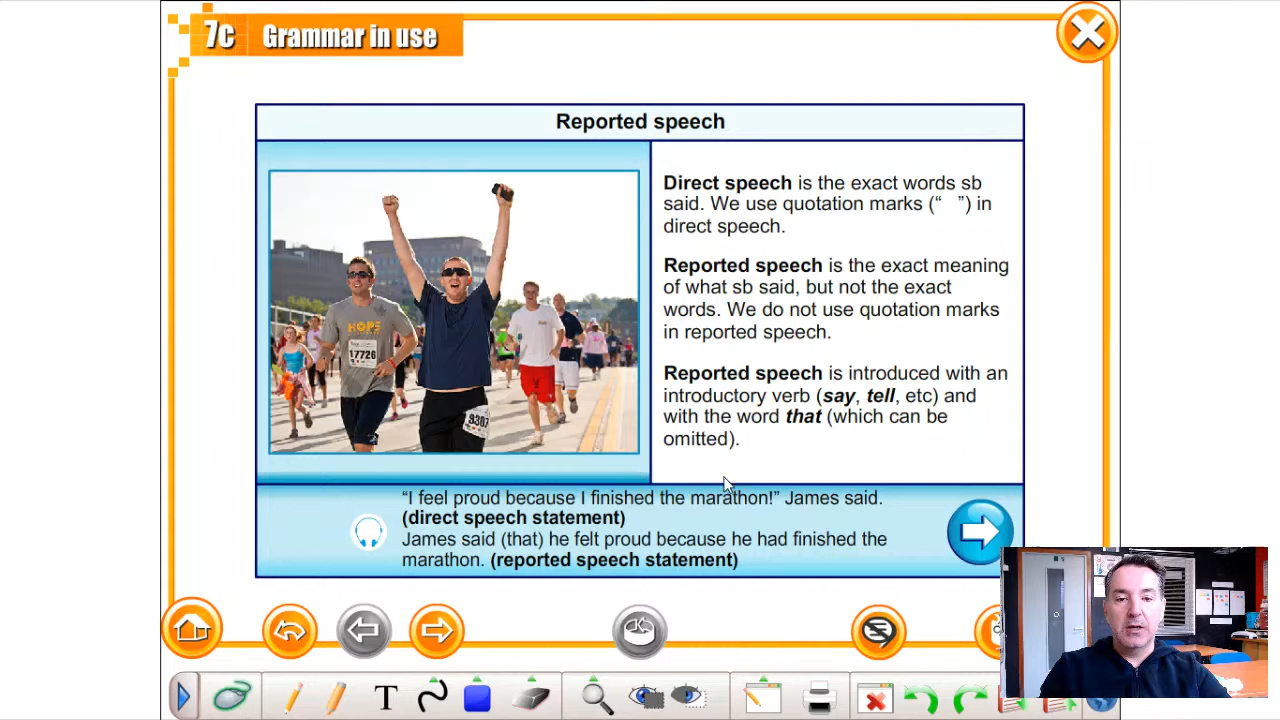 7c Grammar in use
Reported speech
Direct speech is the exact words sb
said. We use quotation marks (“ ”) in
direct speech.
Reported speech is the exact meaning
of what sb said, but not the exact
words. We do not use quotation marks
in reported speech.
Reported speech is introduced with an
introductory verb (say, tell, etc) and
with the word that (which can be
omitted).
HOPE
17726
9307
“I feel proud because I finished the marathon!” James said.
(direct speech statement)
James said (that) he felt proud because he had finished the
marathon. (reported speech statement)
T